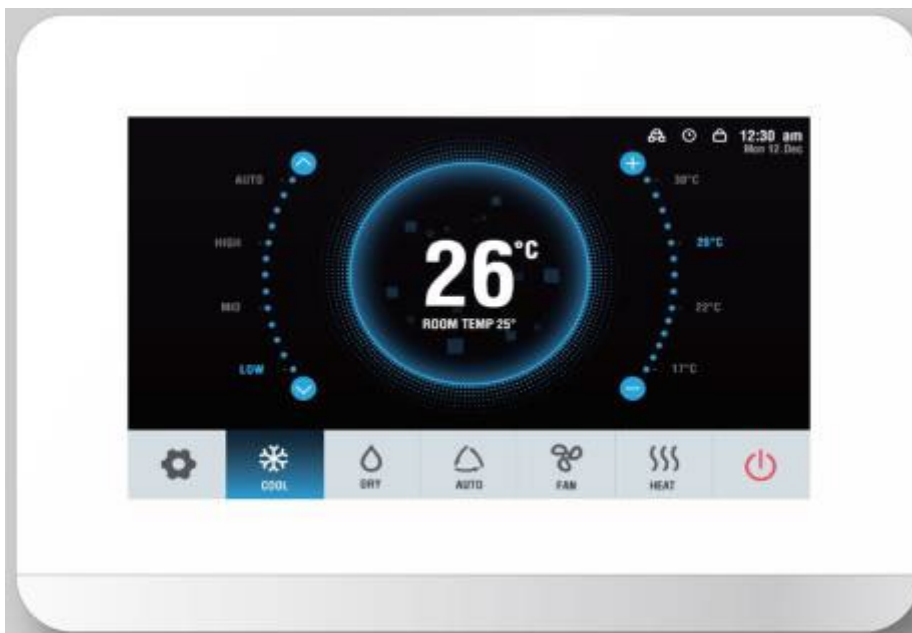 12:30 am
Mon 12 Dec
AUTO
HIGH
MID
LOW
26°C
ROOM TEMP 25°
30°C
26°C
22°C
17°C
COOL
DRY
AUTO
FAN
HEAT